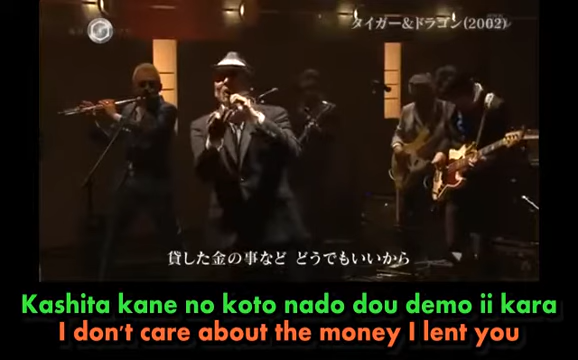 タイガー&ドラゴン(2002)
貸した金の事など どうでもいいから
Kashita kane no koto nado dou demo ii kara
I don't care about the money I lent you